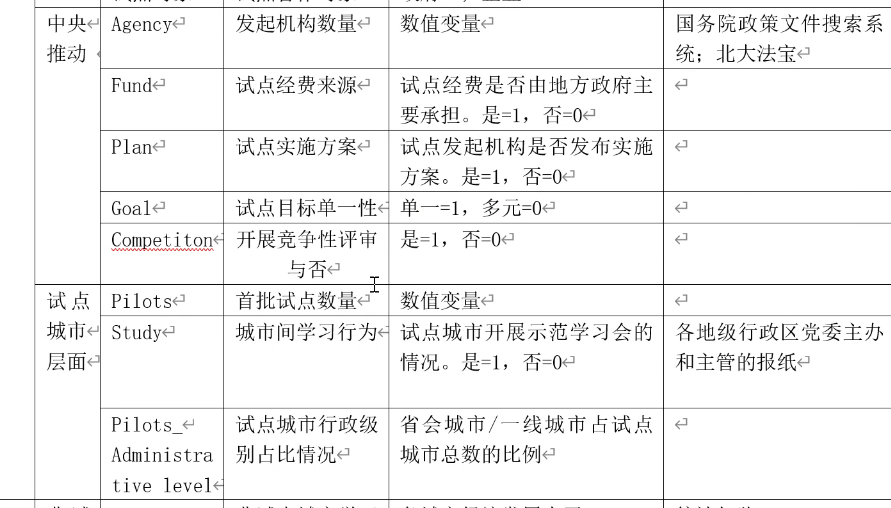 中央 Agency 发起机构数量 数值变量 国务院政策文件搜索系
推动 统；北大法宝
Fund 试点经费来源 试点经费是否由地方政府主
要承担。是=1，否=0
Plan 试点实施方案 试点发起机构是否发布实施
方案。是=1，否=0
Goal 试点目标单一性 单一=1，多元=0
Competiton 开展竞争性评审 是=1，否=0
与否
试点 Pilots 首批试点数量 数值变量
城市 Study 城市间学习行为 试点城市开展示范学习会的 各地级行政区党委主办
层面 情况。是=1，否=0 和主管的报纸
Pilots_ 试点城市行政级 省会城市/一线城市占试点
Administra 别占比情况 城市总数的比例
tive level